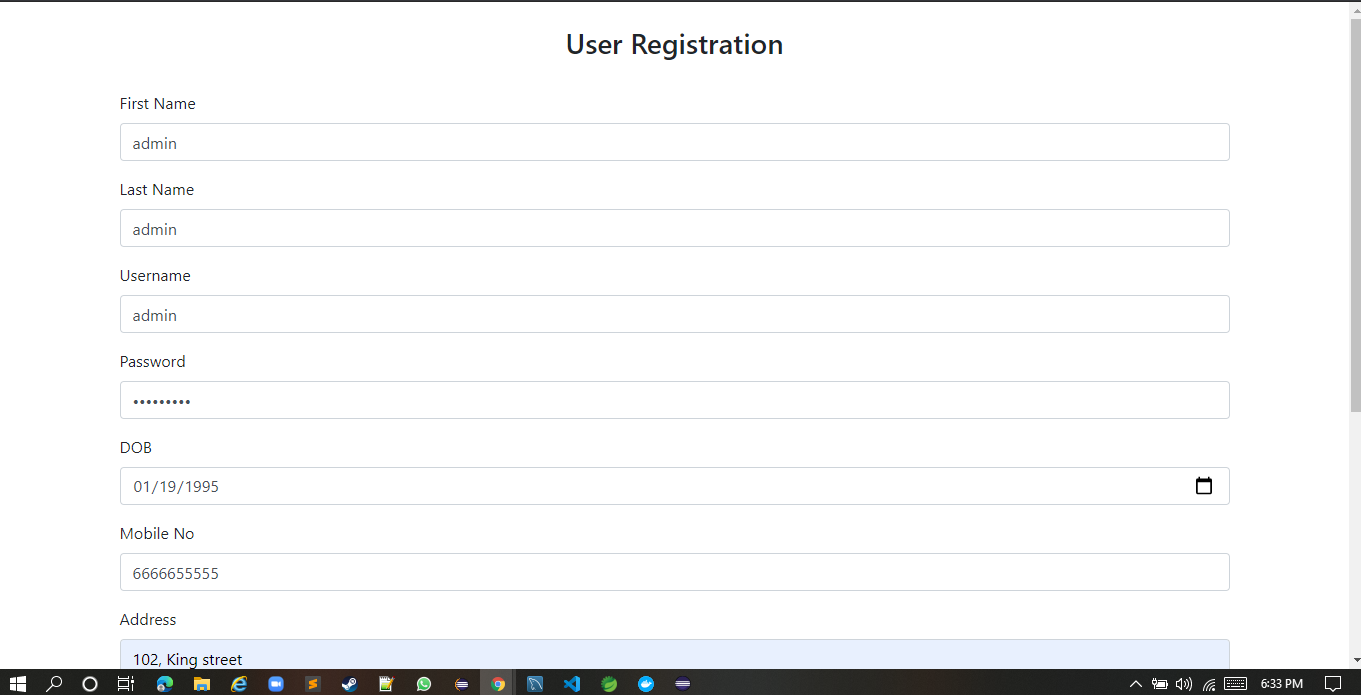 User Registration
First Name
admin
Last Name
admin
Username
admin
Password
•••••••••
DOB
01/19/1995
Mobile No
6666655555
Address
102, King street
6:33 PM